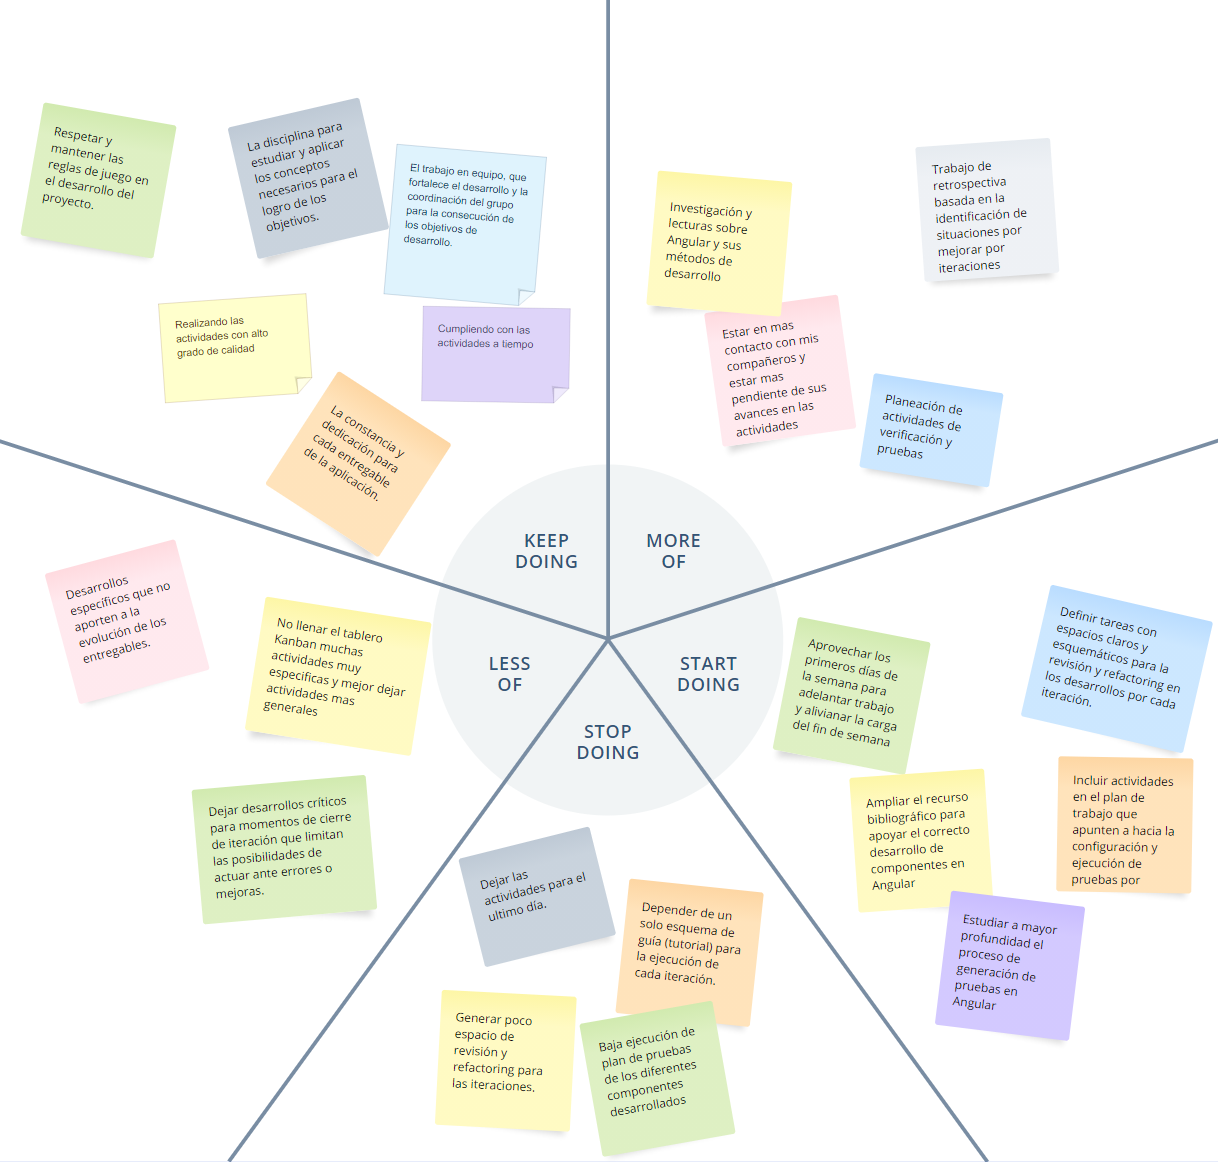 Respetar y
mantener las
reglas de juego en
el desarrollo del
proyecto.
La disciplina para
estudiar y aplicar
los conceptos
necesarios para el
logro de los
objetivos.
El trabajo en equipo, que
fortalece el desarrollo y la
coordinación del grupo
para la consecución de
los objetivos de
desarrollo.
Realizando las
actividades con alto
grado de calidad
Cumpliendo con las
actividades a tiempo
La constancia y
dedicación para
cada entregable
de la aplicación.
Investigación y
lecturas sobre
Angular y sus
métodos de
desarrollo
Trabajo de
retrospectiva
basada en la
identificación de
situaciones por
mejorar por
iteraciones
Estar en mas
contacto con mis
compañeros y
estar mas
pendiente de sus
avances en las
actividades
Planeación de
actividades de
verificación y
pruebas
KEEP
DOING
MORE
OF
LESS
OF
START
DOING
STOP
DOING
Desarrollos
específicos que no
aporten a la
evolución de los
entregables.
No llenar el tablero
Kanban muchas
actividades muy
especificas y mejor dejar
actividades mas
generales
Dejar desarrollos críticos
para momentos de cierre
de iteración que limitan
las posibilidades de
actuar ante errores o
mejoras.
Aprovechar los
primeros días de
la semana para
adelantar trabajo
y alivianar la carga
del fin de semana
Definir tareas con
espacios claros y
esquemáticos para la
revisión y refactoring en
los desarrollos por cada
iteración.
Ampliar el recurso
bibliográfico para
apoyar el correcto
desarrollo de
componentes en
Angular
Incluir actividades
en el plan de
trabajo que
apunten a hacia la
configuración y
ejecución de
pruebas por
Estudiar a mayor
profundidad el
proceso de
generación de
pruebas en
Angular
Dejar las
actividades para el
ultimo día.
Depender de un
solo esquema de
guía (tutorial) para
la ejecución de
cada iteración.
Generar poco
espacio de
revisión y
refactoring para
las iteraciones.
Baja ejecución de
plan de pruebas
de los diferentes
componentes
desarrollados